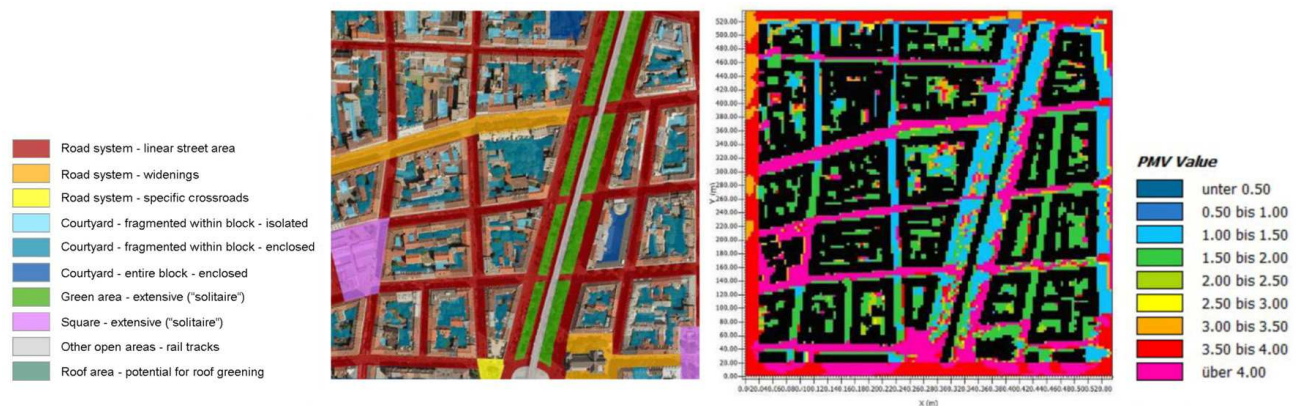 Road system - linear street area
Road system - widenings
Road system - specific crossroads
Courtyard - fragmented within block - isolated
Courtyard - fragmented within block - enclosed
Courtyard - entire block - enclosed
Green area - extensive ("solitaire")
Square - extensive ("solitaire")
Other open areas - rail tracks
Roof area - potential for roof greening
520.00
500.00
480.00
460.00
440.00
420.00
400.00
380.00
360.00
340.00
320.00
300.00
280.00
260.00
240.00
220.00
200.00
180.00
160.00
140.00
120.00
100.00
80.00
60.00
40.00
20.00
0.00
Y (m)
X (m)
PMV Value
unter 0.50
0.50 bis 1.00
1.00 bis 1.50
1.50 bis 2.00
2.00 bis 2.50
2.50 bis 3.00
3.00 bis 3.50
3.50 bis 4.00
über 4.00